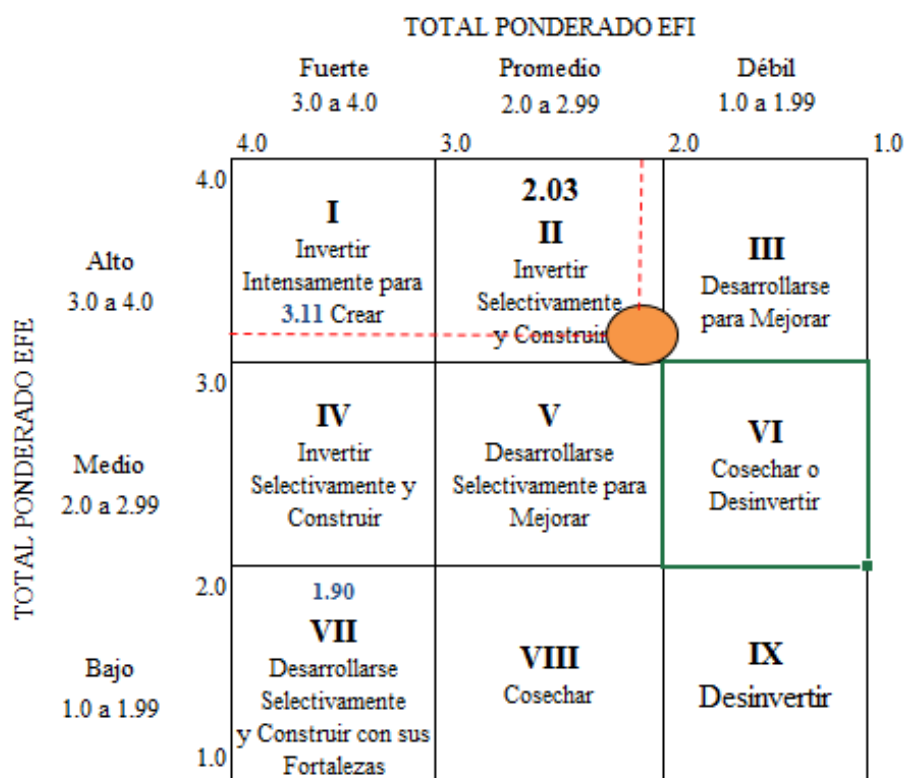 TOTAL PONDERADO EFI
Fuerte
3.0 a 4.0
Promedio
2.0 a 2.99
Débil
1.0 a 1.99
4.0
3.0
2.0
1.0
TOTAL PONDERADO EFE
Alto
3.0 a 4.0
4.0
I
Invertir
Intensamente para
3.11 Crear
2.03
II
Invertir
Selectivamente
y Construir
III
Desarrollarse
para Mejorar
Medio
2.0 a 2.99
3.0
IV
Invertir
Selectivamente y
Construir
V
Desarrollarse
Selectivamente para
Mejorar
VI
Cosechar o
Desinvertir
Bajo
1.0 a 1.99
2.0
1.90
VII
Desarrollarse
Selectivamente
y Construir con sus
Fortalezas
VIII
Cosechar
IX
Desinvertir
1.0